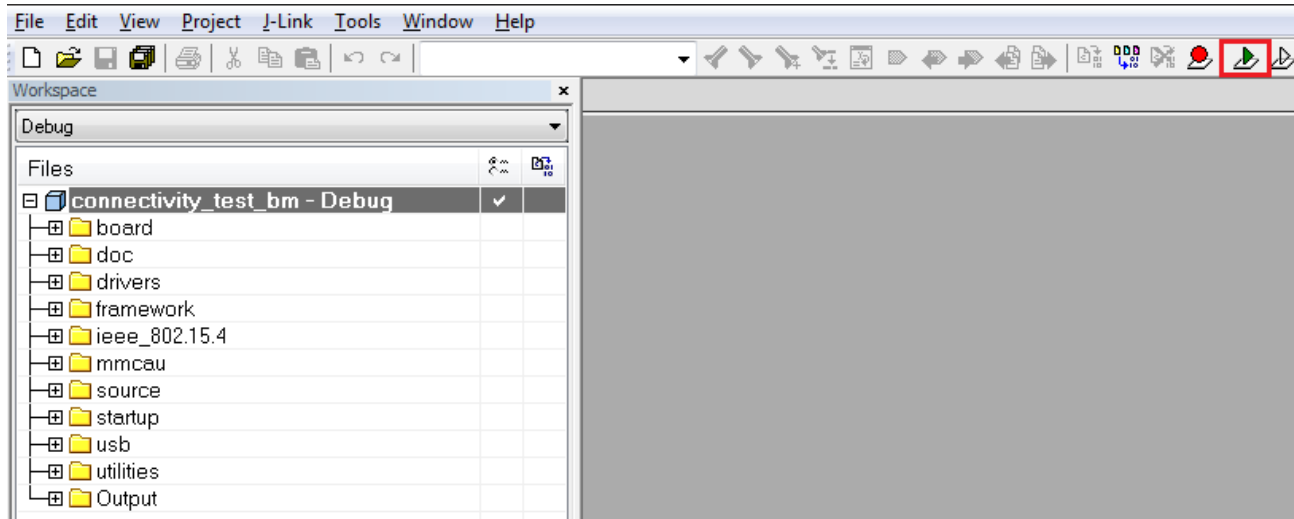 File Edit View Project J-Link Tools Window Help
Workspace
Debug
Files
connectivity_test_bm - Debug
board
doc
drivers
framework
ieee_802.15.4
mmcau
source
startup
usb
utilities
Output